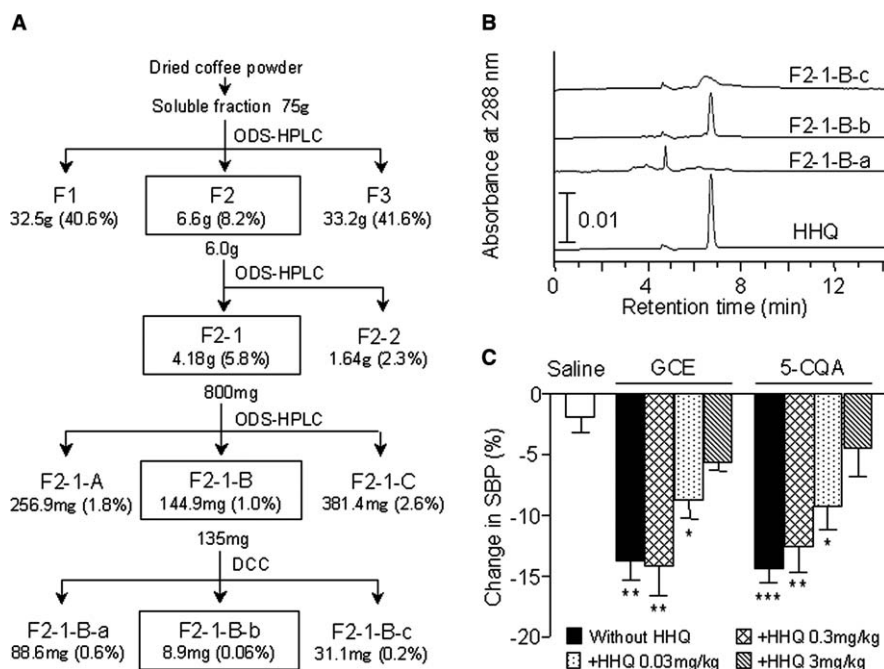 A
Dried coffee powder
Soluble fraction 75g
ODS-HPLC
F1 F2 F3
32.5g (40.6%) 6.6g (8.2%) 33.2g (41.6%)
6.0g
ODS-HPLC
F2-1 F2-2
4.18g (5.8%) 1.64g (2.3%)
800mg
ODS-HPLC
F2-1-A F2-1-B F2-1-C
256.9mg (1.8%) 144.9mg (1.0%) 381.4mg (2.6%)
135mg
DCC
F2-1-B-a F2-1-B-b F2-1-B-c
88.6mg (0.6%) 8.9mg (0.06%) 31.1mg (0.2%)
B
Absorbance at 288 nm
F2-1-B-c
F2-1-B-b
F2-1-B-a
0.01
HHQ
0 4 8 12
Retention time (min)
C
Saline GCE 5-CQA
Change in SBP (%)
0
-5
-10
-15
-20
** ** * *** ** *
Without HHQ +HHQ 0.3mg/kg
+HHQ 0.03mg/kg +HHQ 3mg/kg